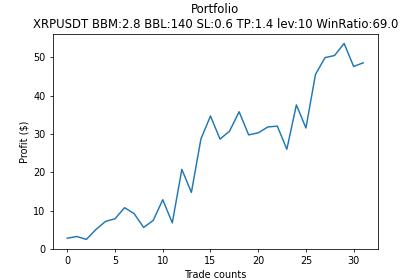 Portfolio
XRPUSDT BBM:2.8 BBL:140 SL:0.6 TP:1.4 lev:10 WinRatio:69.0
Profit ($)
50
40
30
20
10
0
0 5 10 15 20 25 30
Trade counts